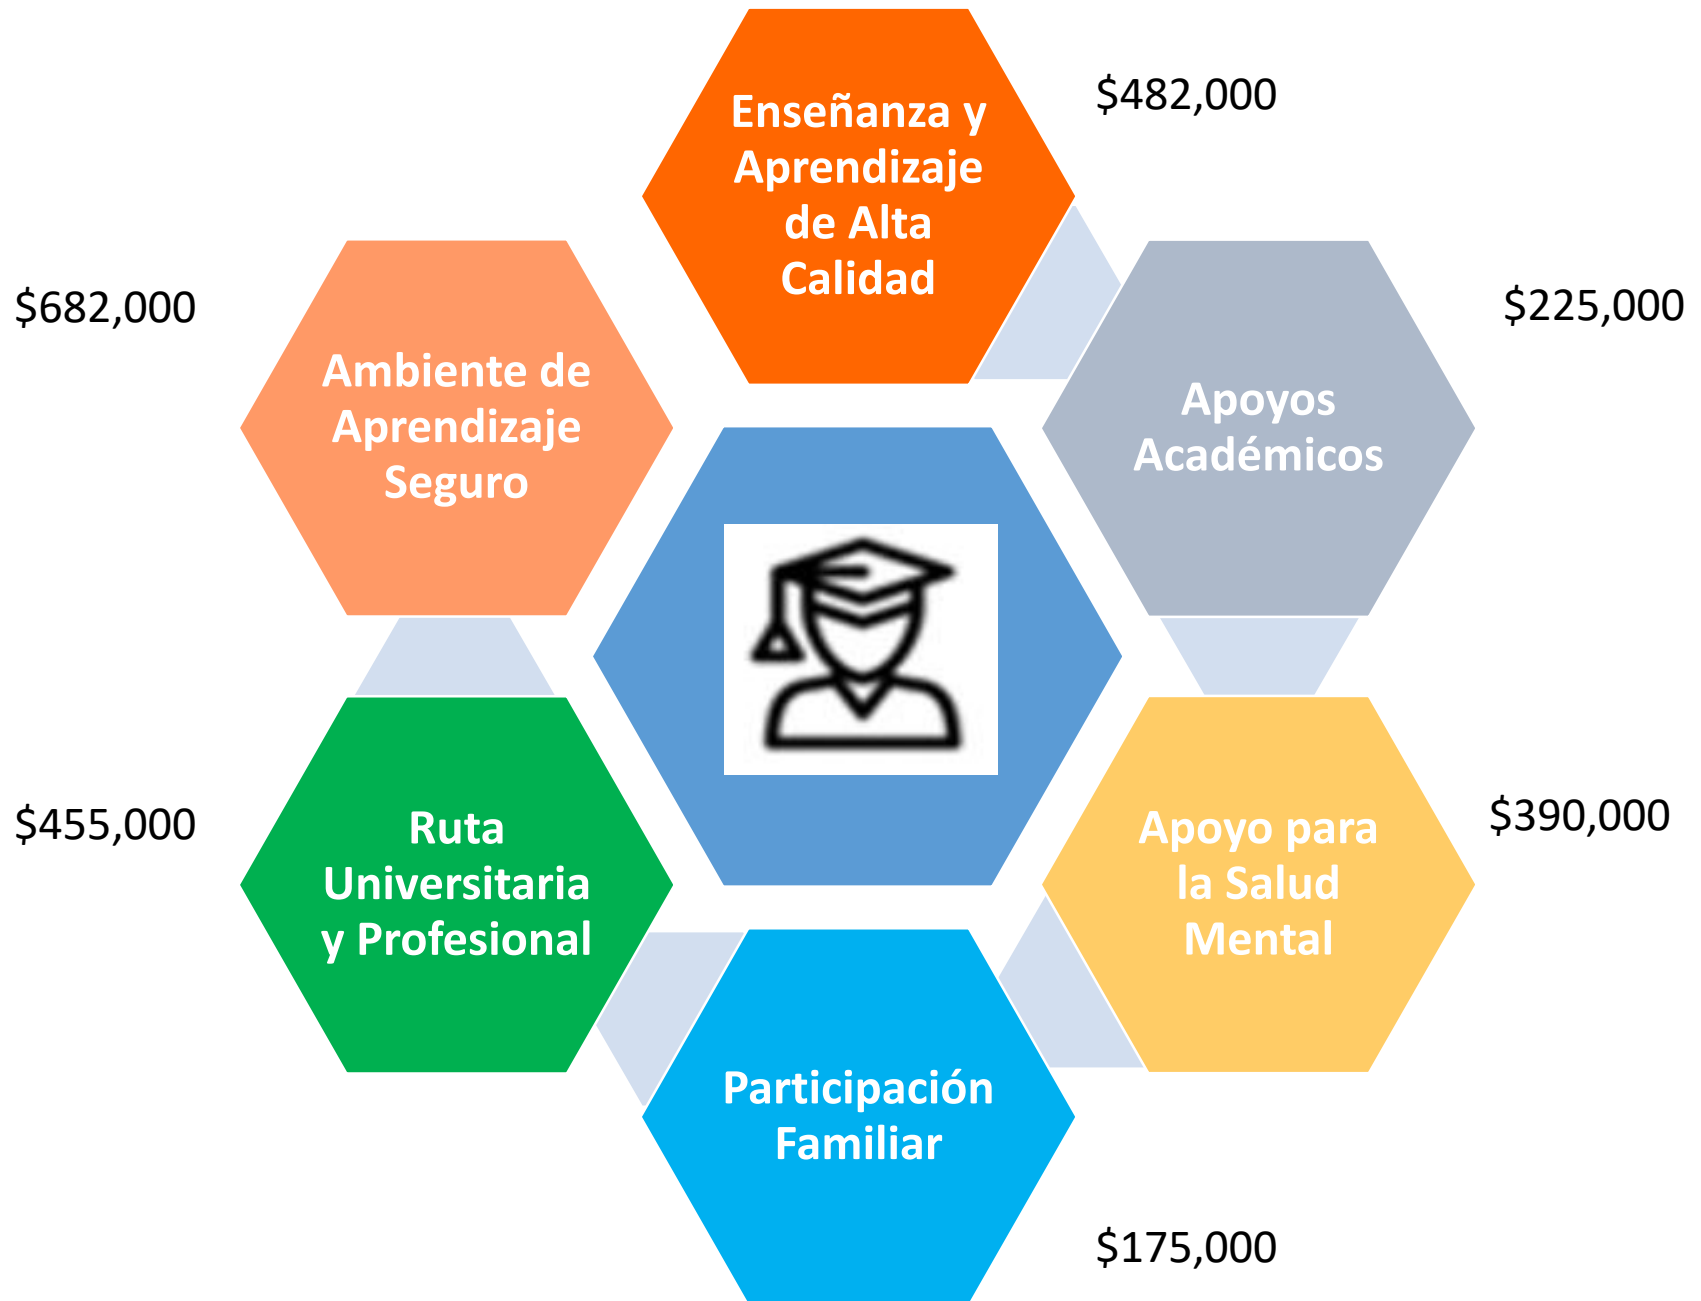 Enseñanza y
Aprendizaje
de Alta
Calidad
$482,000
Apoyos
Académicos
$225,000
Apoyo para
la Salud
Mental
$390,000
Participación
Familiar
$175,000
Ruta
Universitaria
y Profesional
$455,000
Ambiente de
Aprendizaje
Seguro
$682,000